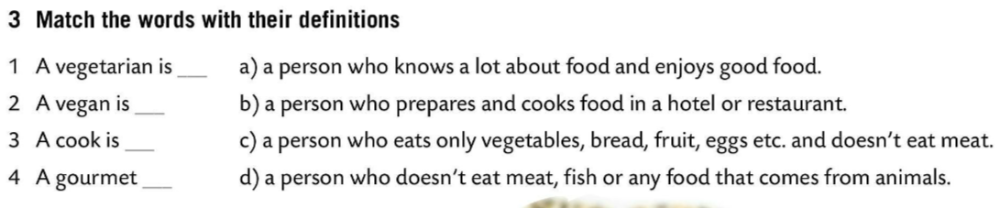 3 Match the words with their definitions
1 A vegetarian is ___ a) a person who knows a lot about food and enjoys good food.
2 A vegan is ___ b) a person who prepares and cooks food in a hotel or restaurant.
3 A cook is ___ c) a person who eats only vegetables, bread, fruit, eggs etc. and doesn't eat meat.
4 A gourmet ___ d) a person who doesn't eat meat, fish or any food that comes from animals.